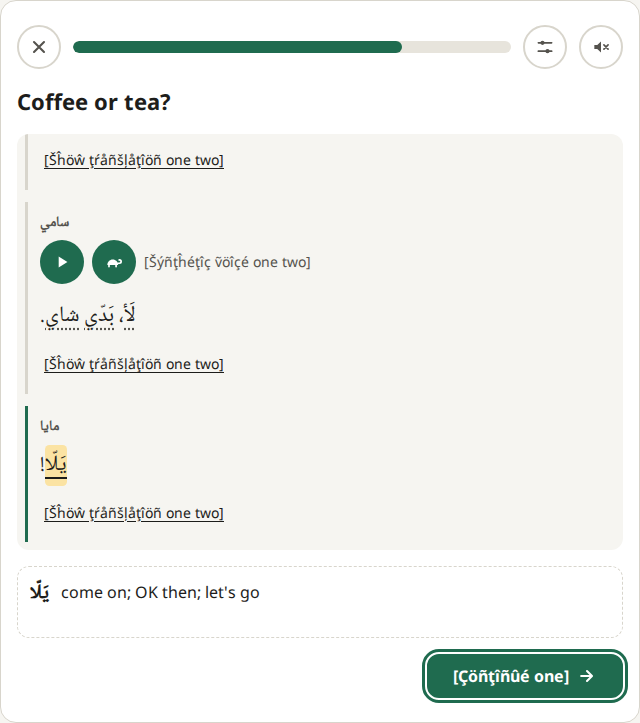 Coffee or tea?
[Šĥöŵ ţŕåñšļåţîöñ one two]
سامي
[Šýñţĥéţîç ṽöîçé one two]
لَأ، بَدّي شاي.
[Šĥöŵ ţŕåñšļåţîöñ one two]
مايا
يَلّا!
[Šĥöŵ ţŕåñšļåţîöñ one two]
يَلّا come on; OK then; let's go
[Çöñţîñûé one]